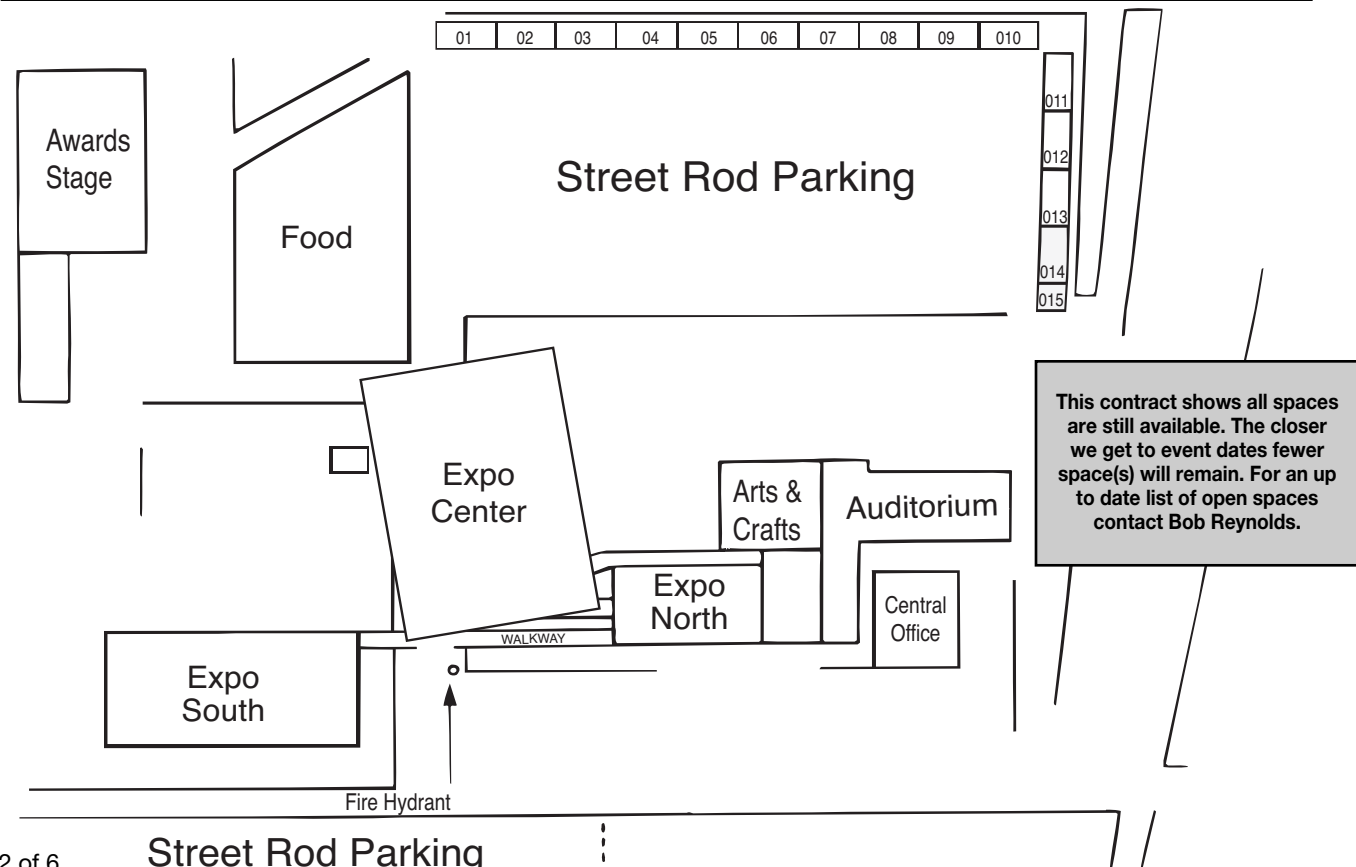 01 02 03 04 05 06 07 08 09 010
011
012
013
014
015
Awards
Stage
Food
Street Rod Parking
This contract shows all spaces
are still available. The closer
we get to event dates fewer
space(s) will remain. For an up
to date list of open spaces
contact Bob Reynolds.
Expo
Center
Arts &
Crafts
Auditorium
Expo
North
Central
Office
WALKWAY
Expo
South
Fire Hydrant
2 of 6
Street Rod Parking